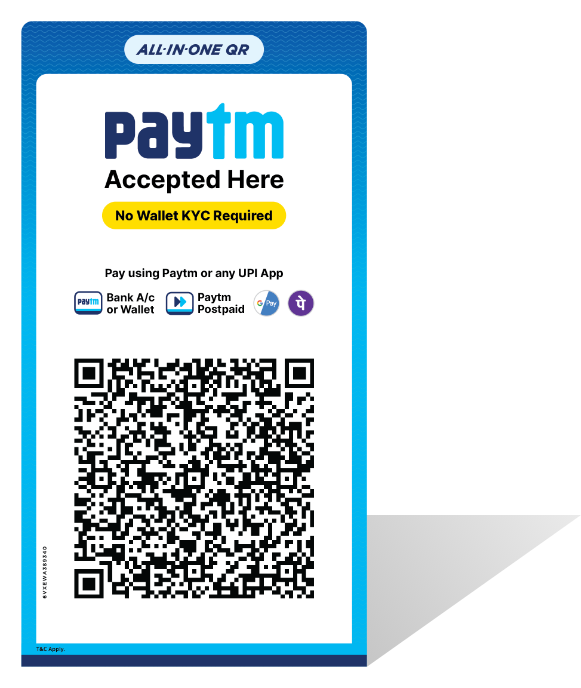 ALL-IN-ONE QR
paytm
Accepted Here
No Wallet KYC Required
Pay using Paytm or any UPI App
paytm
Bank A/c
or Wallet
Paytm
Postpaid
G Pay
पे
T&C Apply.